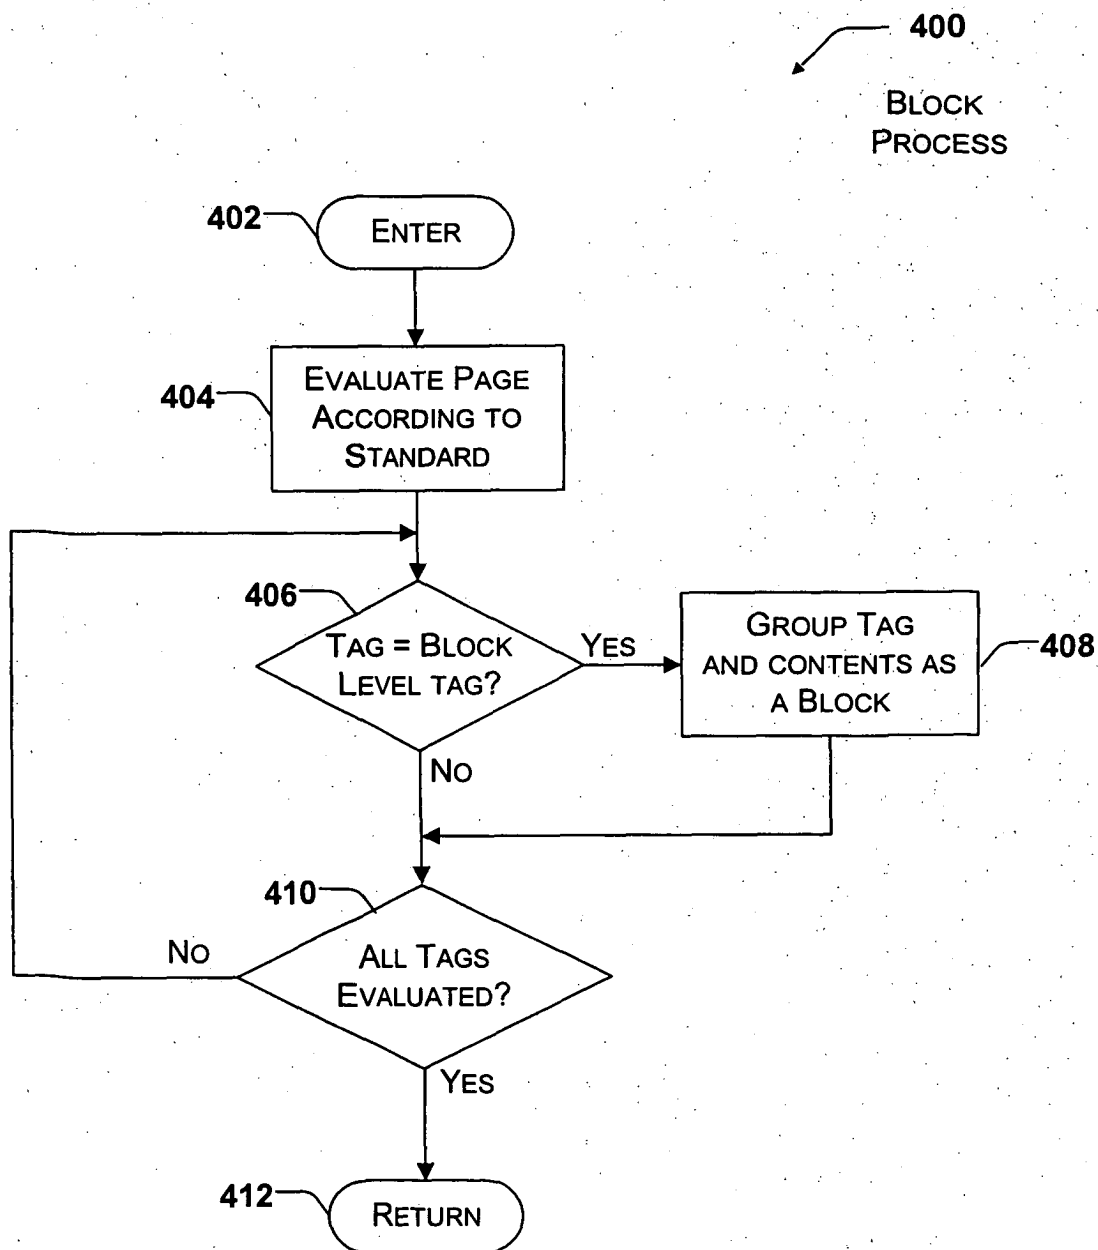 400
BLOCK
PROCESS
402
ENTER
404
EVALUATE PAGE
ACCORDING TO
STANDARD
406
TAG = BLOCK
LEVEL TAG?
YES
GROUP TAG
AND CONTENTS AS
A BLOCK
408
NO
410
NO
ALL TAGS
EVALUATED?
YES
412
RETURN